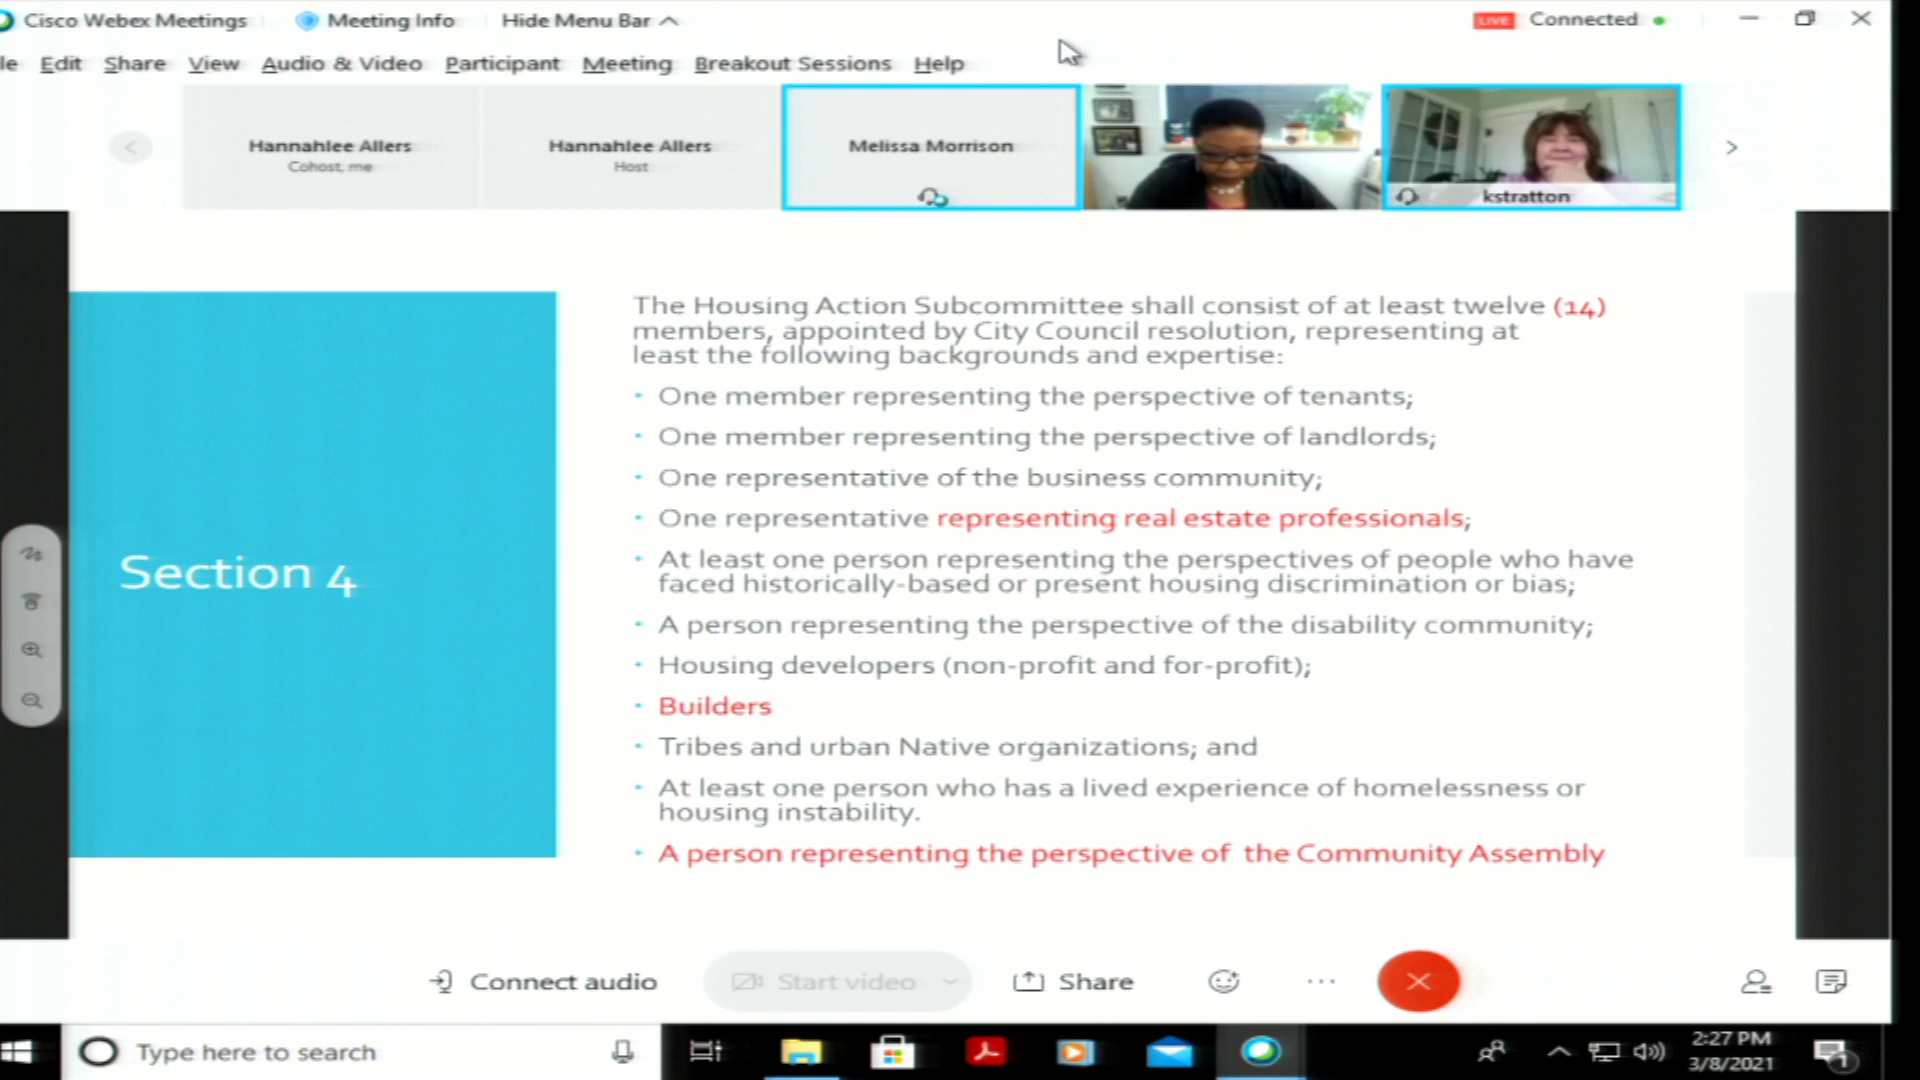 Cisco Webex Meetings
Meeting Info
Hide Menu Bar
LIVE
Connected
le Edit Share View Audio & Video Participant Meeting Breakout Sessions Help
Hannahlee Allers
Cohost, me
Hannahlee Allers
Host
Melissa Morrison
kstratton
Section 4
The Housing Action Subcommittee shall consist of at least twelve (14)
members, appointed by City Council resolution, representing at
least the following backgrounds and expertise:
• One member representing the perspective of tenants;
• One member representing the perspective of landlords;
• One representative of the business community;
• One representative representing real estate professionals;
• At least one person representing the perspectives of people who have
faced historically-based or present housing discrimination or bias;
• A person representing the perspective of the disability community;
• Housing developers (non-profit and for-profit);
• Builders
• Tribes and urban Native organizations; and
• At least one person who has a lived experience of homelessness or
housing instability.
• A person representing the perspective of the Community Assembly
Connect audio
Start video
Share
Type here to search
2:27 PM
3/8/2021
1